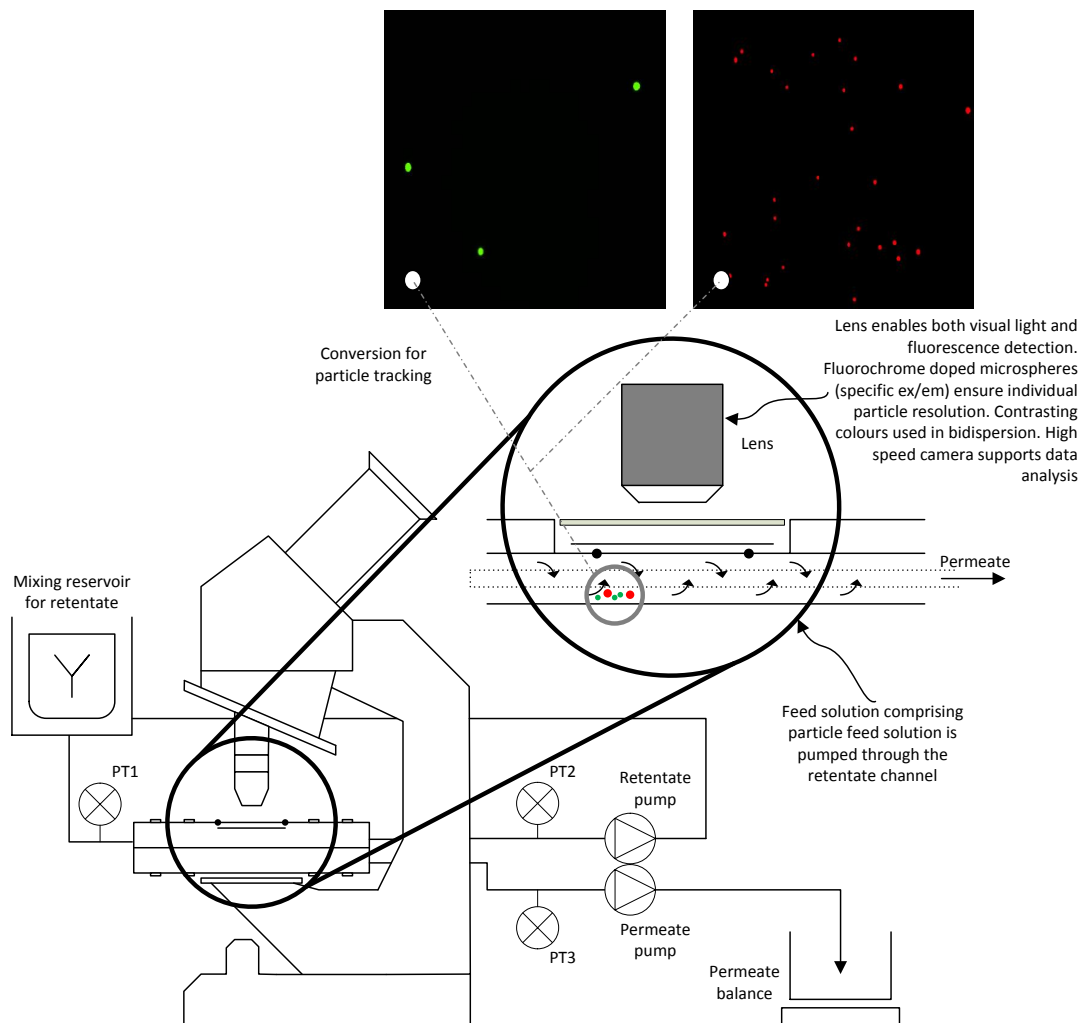 Lens enables both visual light and
fluorescence detection.
Fluorochrome doped microspheres
(specific ex/em) ensure individual
particle resolution. Contrasting
colours used in bidispersion. High
speed camera supports data
analysis
Conversion for
particle tracking
Lens
Permeate
Mixing reservoir
for retentate
Feed solution comprising
particle feed solution is
pumped through the
retentate channel
PT1
PT2
Retentate
pump
Permeate
pump
PT3
Permeate
balance